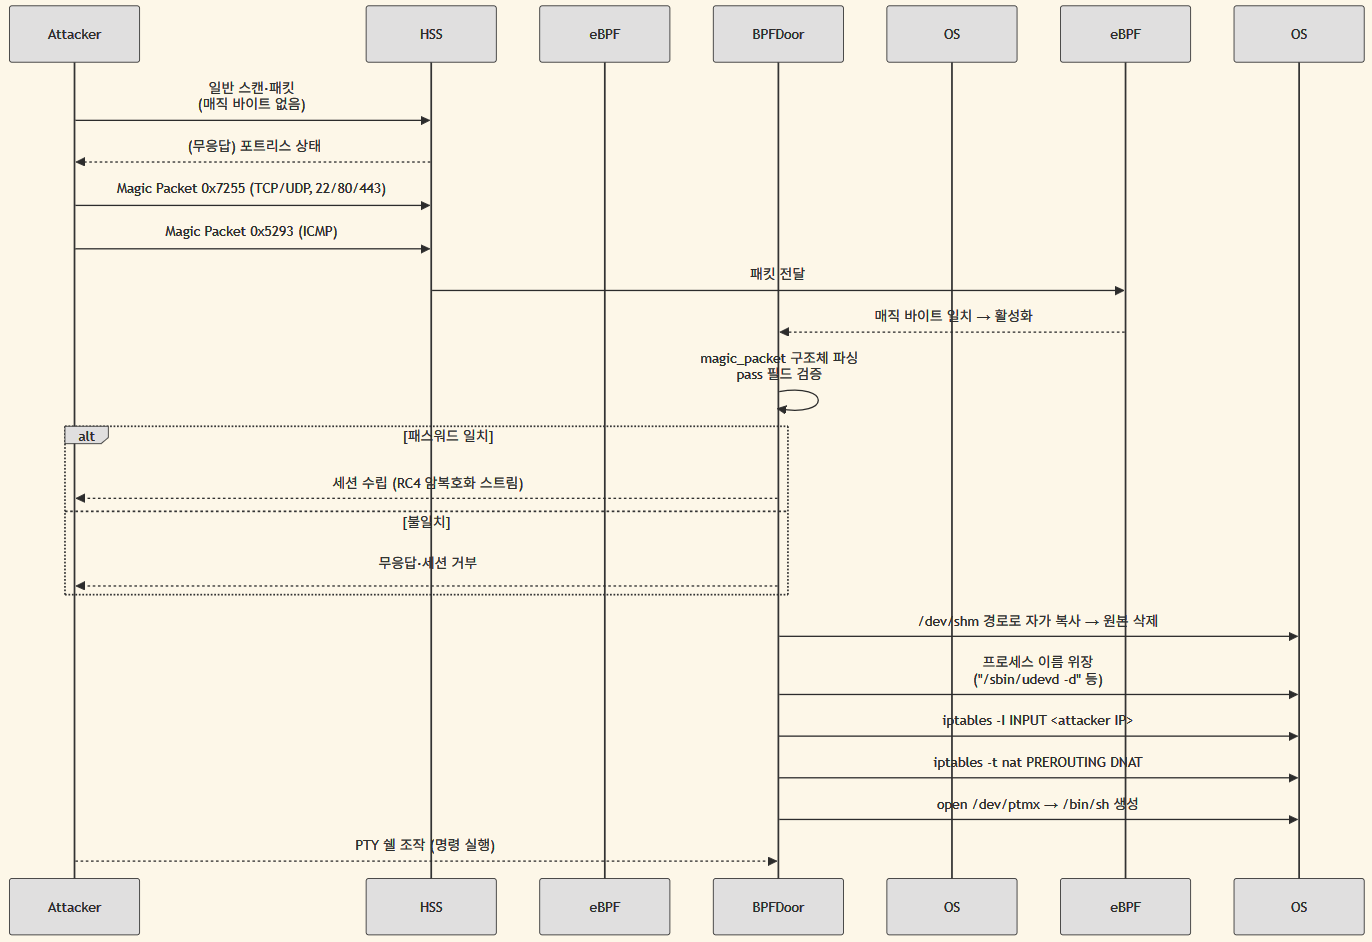 Attacker
HSS
eBPF
BPFDoor
OS
eBPF
OS
일반 스캔·패킷
(매직 바이트 없음)
(무응답) 포트리스 상태
Magic Packet 0x7255 (TCP/UDP, 22/80/443)
Magic Packet 0x5293 (ICMP)
패킷 전달
매직 바이트 일치 → 활성화
magic_packet 구조체 파싱
pass 필드 검증
alt
[패스워드 일치]
세션 수립 (RC4 암복호화 스트림)
[불일치]
무응답·세션 거부
/dev/shm 경로로 자가 복사 → 원본 삭제
프로세스 이름 위장
("/sbin/udevd -d" 등)
iptables -I INPUT <attacker IP>
iptables -t nat PREROUTING DNAT
open /dev/ptmx → /bin/sh 생성
PTY 쉘 조작 (명령 실행)
Attacker
HSS
eBPF
BPFDoor
OS
eBPF
OS